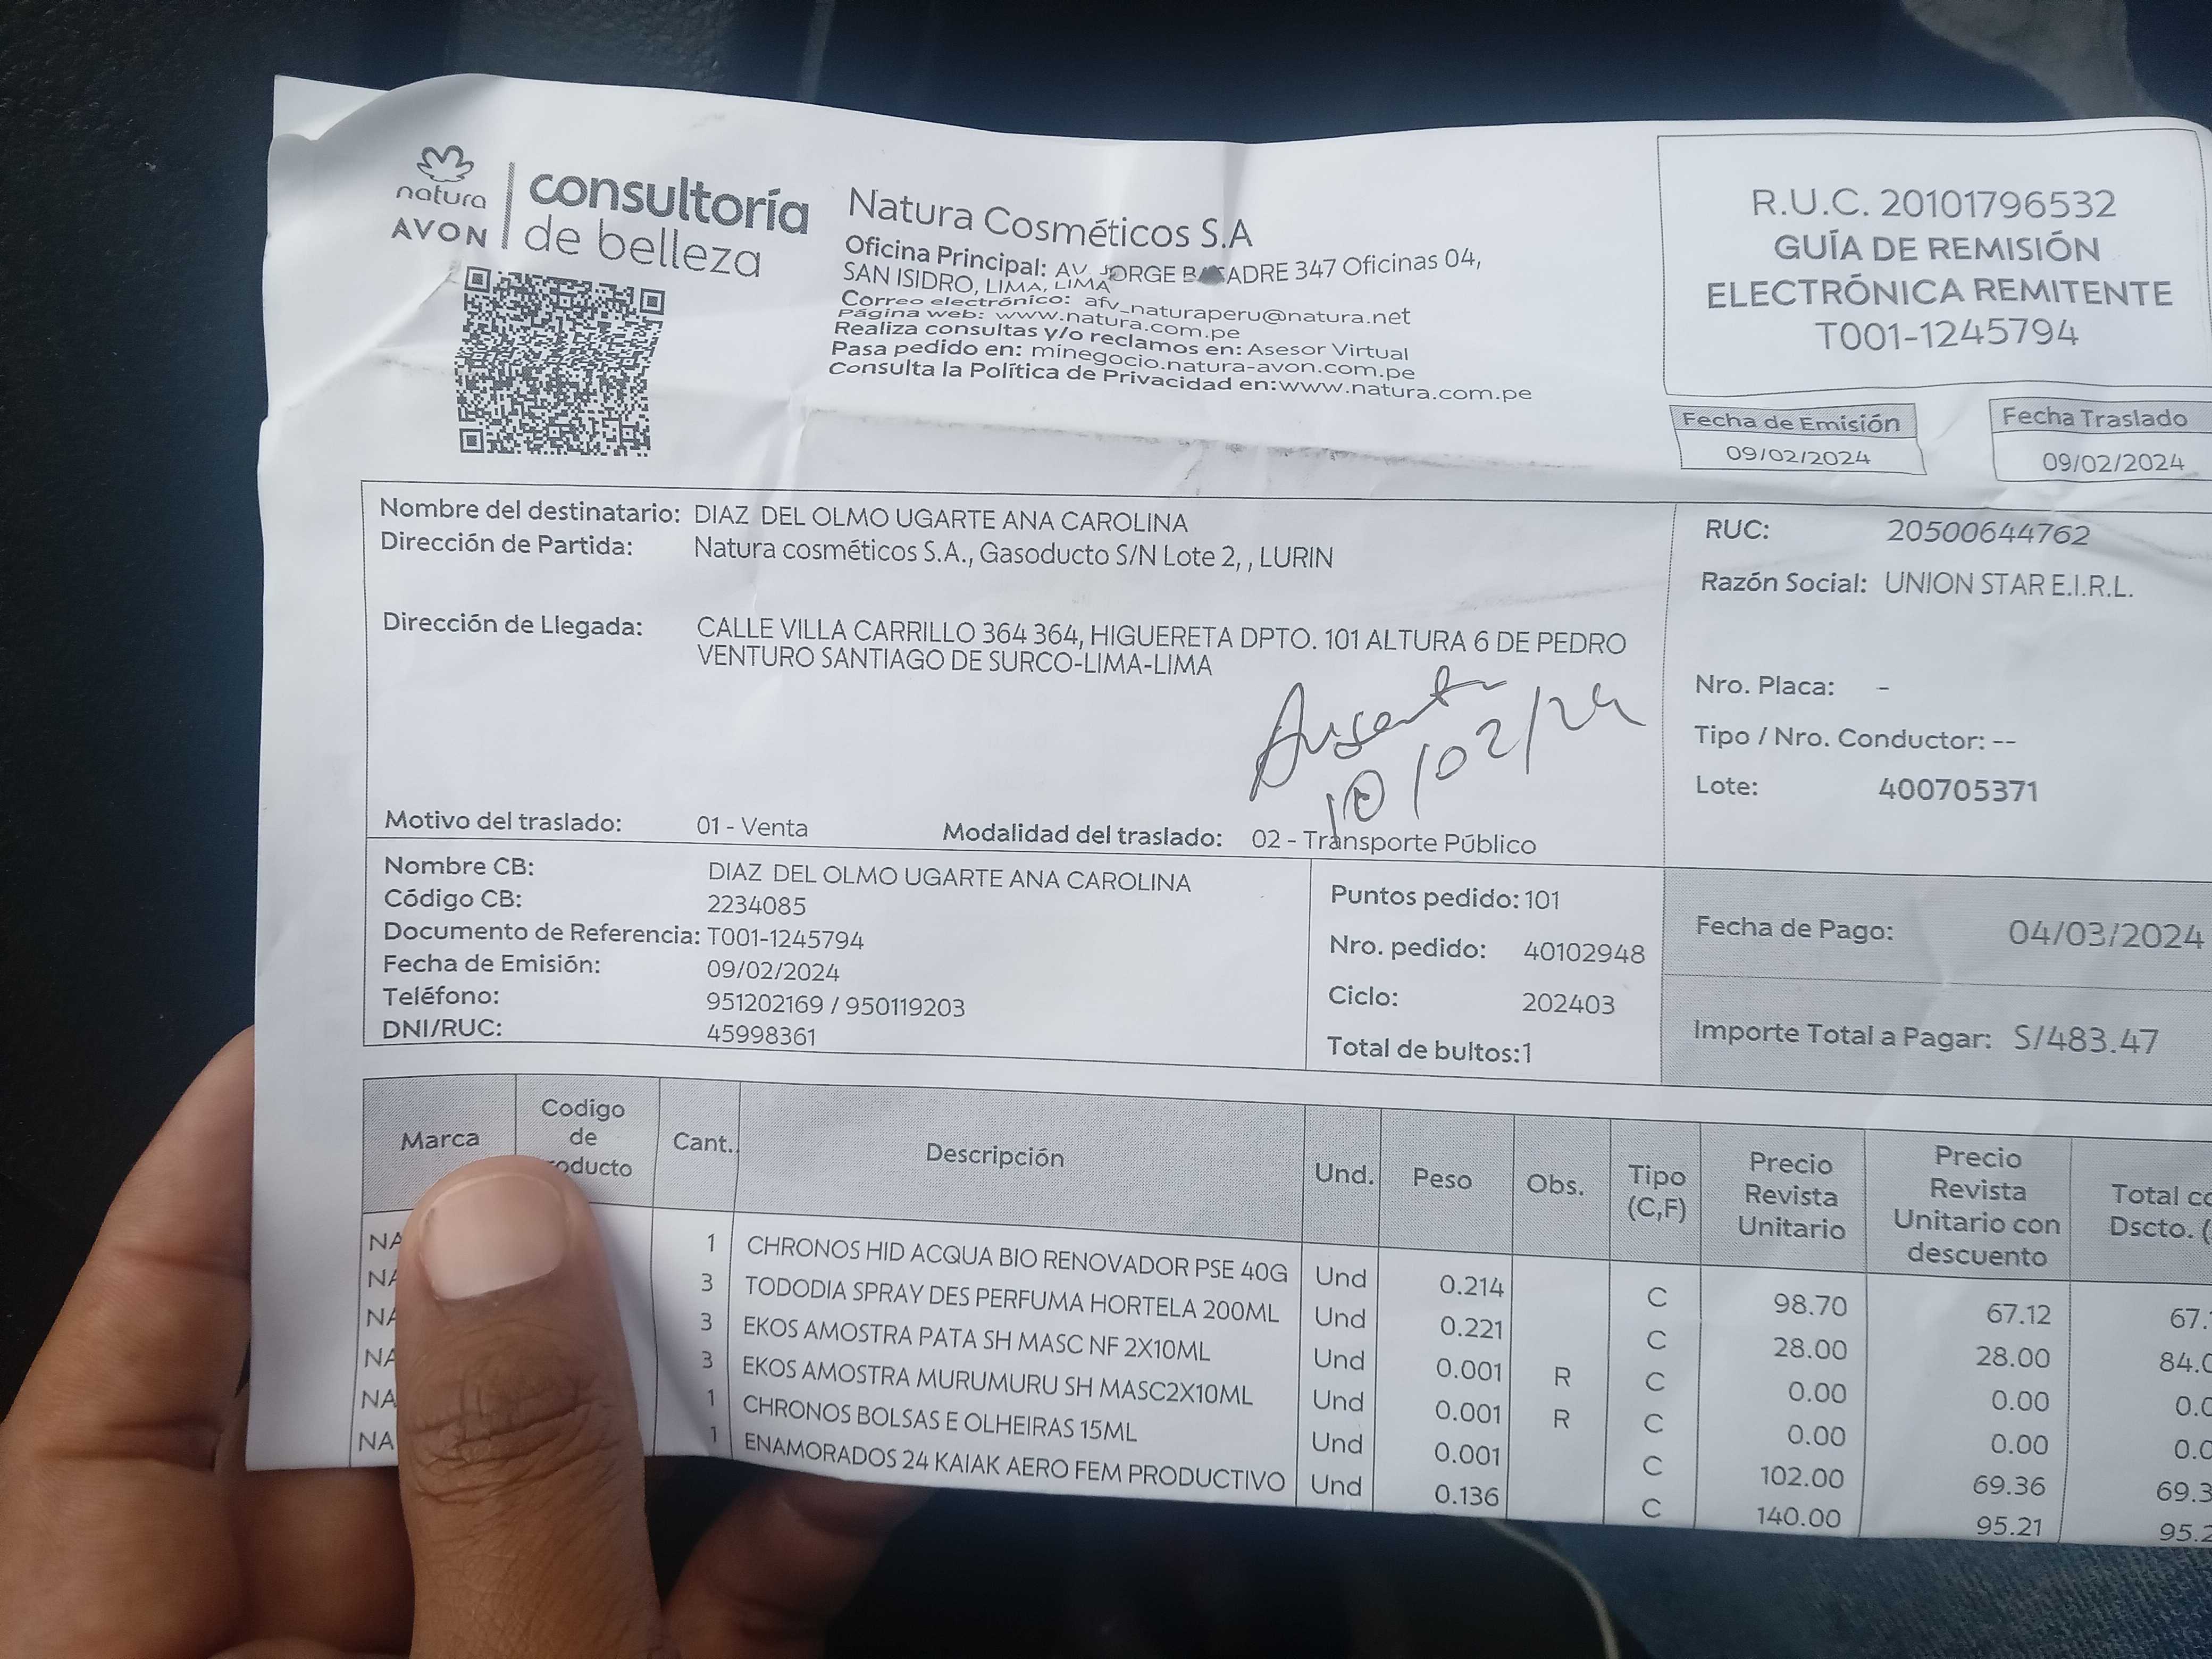 natura
AVON
consultoría
de belleza
Natura Cosméticos S.A
Oficina Principal: AV. JORGE BASADRE 347 Oficinas 04,
SAN ISIDRO, LIMA, LIMA
Correo electrónico: afv_naturaperu@natura.net
Página web: www.natura.com.pe
Realiza consultas y/o reclamos en: Asesor Virtual
Pasa pedido en: minegocio.natura-avon.com.pe
Consulta la Política de Privacidad en:www.natura.com.pe
R.U.C. 20101796532
GUÍA DE REMISIÓN
ELECTRÓNICA REMITENTE
T001-1245794
Fecha de Emisión
09/02/2024
Fecha Traslado
09/02/2024
Nombre del destinatario: DIAZ DEL OLMO UGARTE ANA CAROLINA
Dirección de Partida: Natura cosméticos S.A., Gasoducto S/N Lote 2, , LURIN
Dirección de Llegada: CALLE VILLA CARRILLO 364 364, HIGUERETA DPTO. 101 ALTURA 6 DE PEDRO
VENTURO SANTIAGO DE SURCO-LIMA-LIMA
10/02/24
Motivo del traslado: 01 - Venta Modalidad del traslado: 02 - Transporte Público
RUC: 20500644762
Razón Social: UNION STAR E.I.R.L.
Nro. Placa: -
Tipo / Nro. Conductor: --
Lote: 400705371
Nombre CB: DIAZ DEL OLMO UGARTE ANA CAROLINA
Código CB: 2234085
Documento de Referencia: T001-1245794
Fecha de Emisión: 09/02/2024
Teléfono: 951202169 / 950119203
DNI/RUC: 45998361
Puntos pedido: 101
Nro. pedido: 40102948
Ciclo: 202403
Total de bultos:1
Fecha de Pago: 04/03/2024
Importe Total a Pagar: S/483.47
Marca Codigo de Cant. Descripción Und. Peso Obs. Tipo (C,F) Precio Revista Unitario Precio Revista Unitario con descuento Total Dscto.
1 CHRONOS HID ACQUA BIO RENOVADOR PSE 40G Und 0.214 C 98.70 67.12
3 TODODIA SPRAY DES PERFUMA HORTELA 200ML Und 0.221 C 28.00 28.00
3 EKOS AMOSTRA PATA SH MASC NF 2X10ML Und 0.001 R C 0.00 0.00
3 EKOS AMOSTRA MURUMURU SH MASC2X10ML Und 0.001 R C 0.00 0.00
1 CHRONOS BOLSAS E OLHEIRAS 15ML Und 0.001 C 102.00 69.36
1 ENAMORADOS 24 KAIAK AERO FEM PRODUCTIVO Und 0.136 C 140.00 95.21